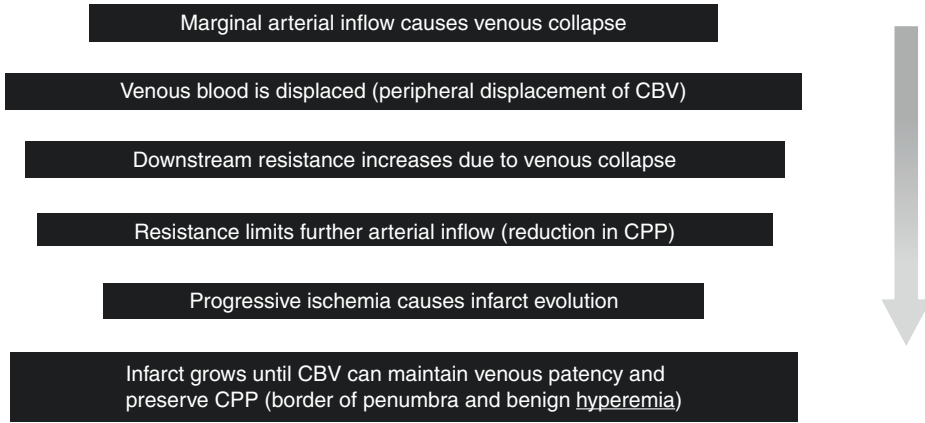 Marginal arterial inflow causes venous collapse
Venous blood is displaced (peripheral displacement of CBV)
Downstream resistance increases due to venous collapse
Resistance limits further arterial inflow (reduction in CPP)
Progressive ischemia causes infarct evolution
Infarct grows until CBV can maintain venous patency and
preserve CPP (border of penumbra and benign hyperemia)